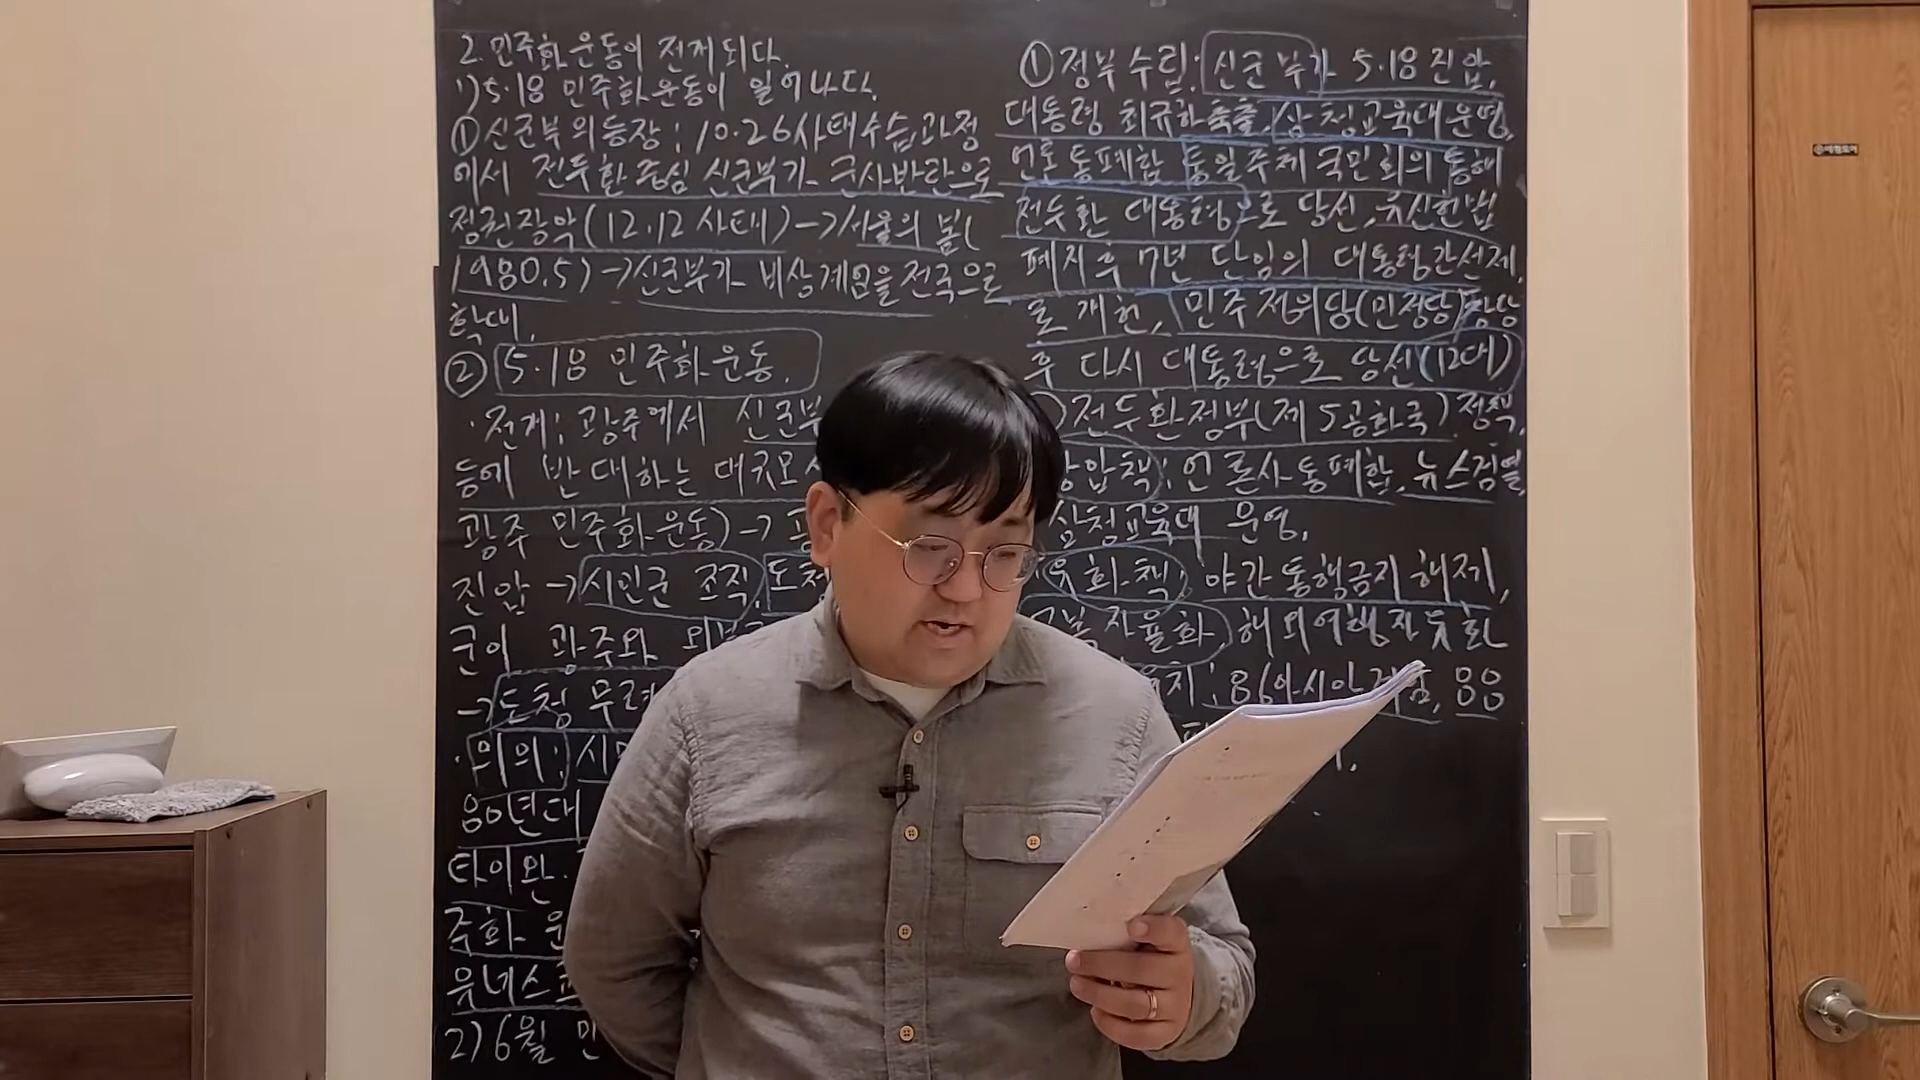 2. 민주화운동이 전개되다.
1) 5·18 민주화운동이 일어나다.
① 신군부의 등장 ; 10·26사태수습과정
에서 전두환 중심 신군부가 군사반란으로
정권장악(12.12 사태) -> 서울의 봄(
1980.5) -> 신군부가 비상계엄을 전국으로
확대.
② 5·18 민주화운동.
·전개 ; 광주에서 신군부
등에 반대하는 대규모
광주 민주화운동) ->
진압 -> 시민군 조직, 도청
군이 광주와 외부
-> 도청 무력
·의의 ; 시민
80년대
타이완.
주화 운
유네스코
2) 6월 민
① 정부수립 ; 신군부가 5·18 진압,
대통령 최규하 축출, 삼청교육대 운영,
언론통폐합, 통일주체 국민회의 통해
전두환 대통령으로 당선, 유신헌법
폐지 후 7년 단임의 대통령간선제,
로 개헌, 민주정의당(민정당) 창당
후 다시 대통령으로 당선(12대)
전두환정부(제5공화국) 정책,
강압책 ; 언론사통폐합, 뉴스검열,
삼청교육대 운영.
유화책 ; 야간통행금지 해제,
교복 자율화, 해외여행자유화
유치 ; 86아시안게임, 88